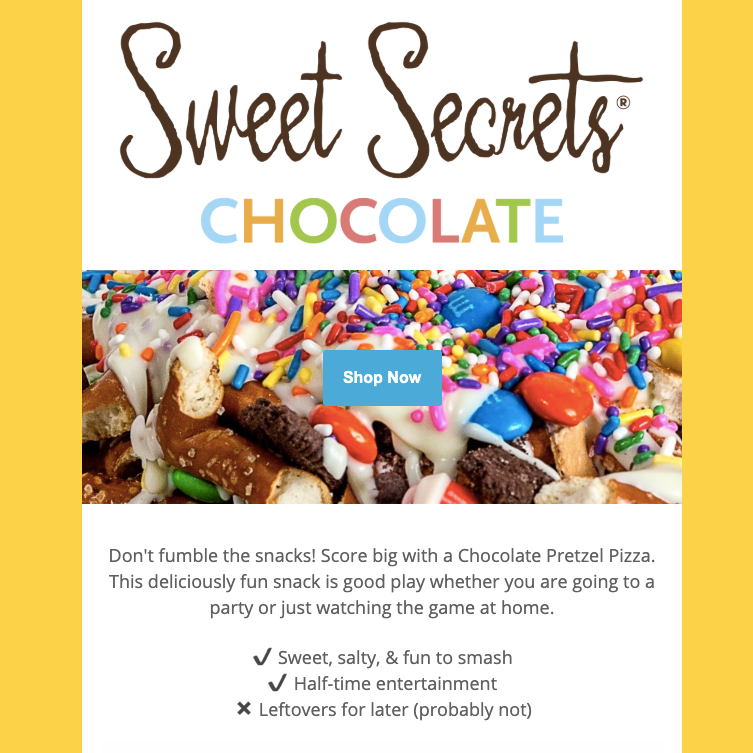 Sweet Secrets®
CHOCOLATE
Shop Now
Don't fumble the snacks! Score big with a Chocolate Pretzel Pizza.
This deliciously fun snack is good play whether you are going to a
party or just watching the game at home.
✔ Sweet, salty, & fun to smash
✔ Half-time entertainment
✖ Leftovers for later (probably not)